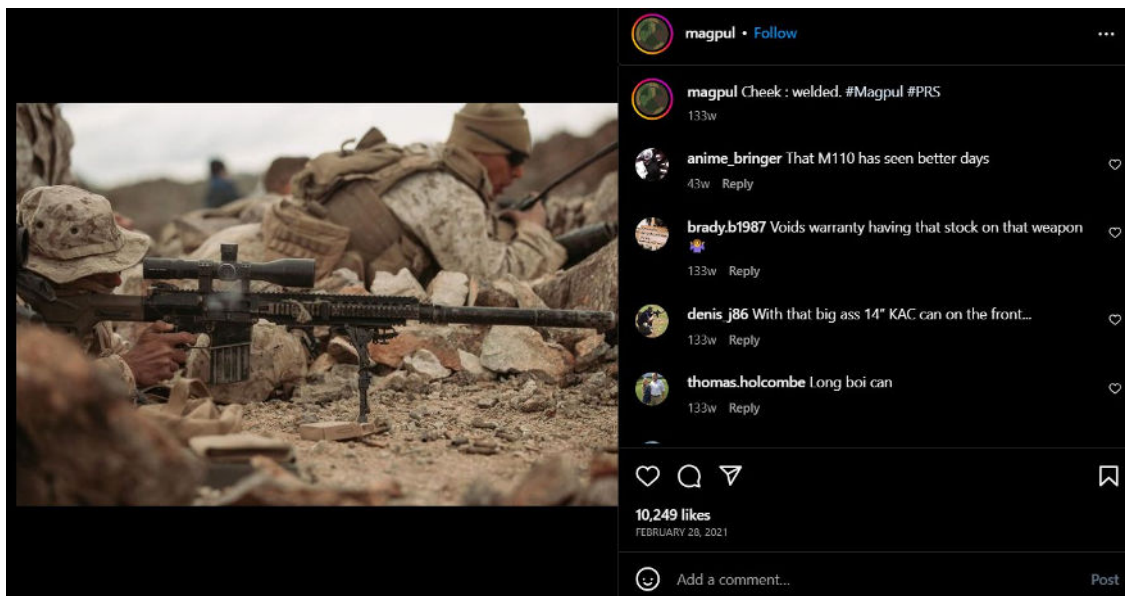 magpul • Follow
magpul Cheek : welded. #Magpul #PRS
133w
anime_bringer That M110 has seen better days
43w Reply
brady.b1987 Voids warranty having that stock on that weapon
🤷🏽‍♀️
133w Reply
denis_j86 With that big ass 14" KAC can on the front...
133w Reply
thomas.holcombe Long boi can
133w Reply
10,249 likes
FEBRUARY 28, 2021
Add a comment...
Post